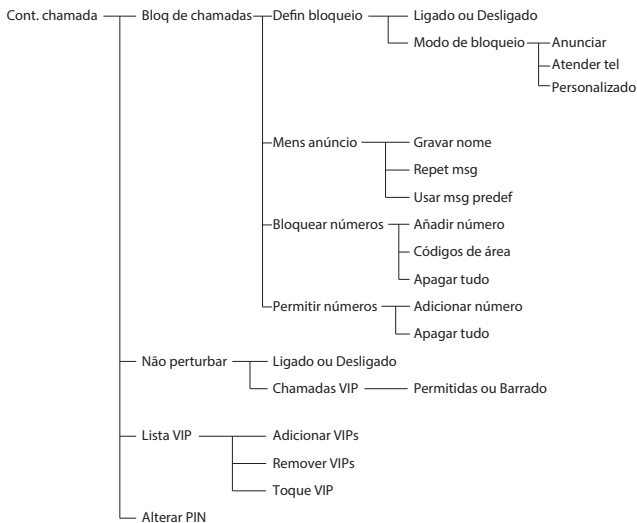 Cont. chamada
Bloq de chamadas
Defin bloqueio
Ligado ou Desligado
Modo de bloqueio
Anunciar
Atender tel
Personalizado
Mens anúncio
Gravar nome
Repet msg
Usar msg predef
Bloquear números
Añadir número
Códigos de área
Apagar tudo
Permitir números
Adicionar número
Apagar tudo
Não perturbar
Ligado ou Desligado
Chamadas VIP
Permitidas ou Barrado
Lista VIP
Adicionar VIPs
Remover VIPs
Toque VIP
Alterar PIN